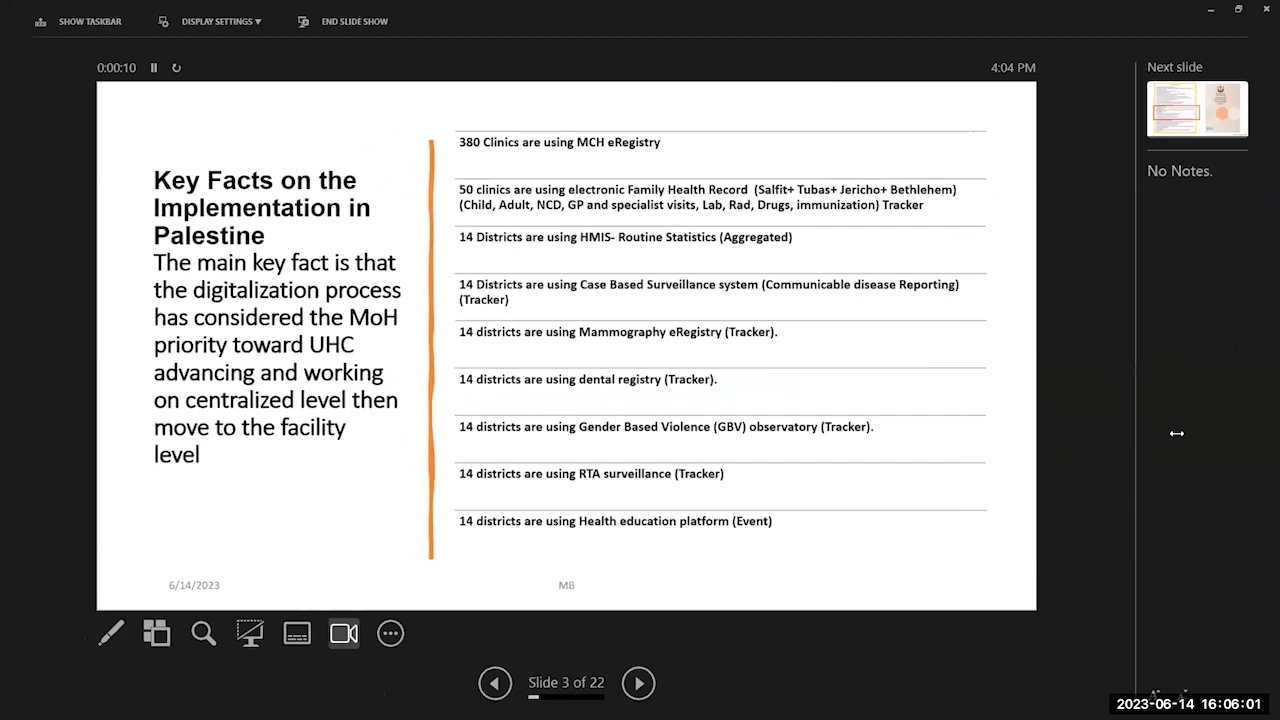 SHOW TASKBAR DISPLAY SETTINGS ▼ END SLIDE SHOW
0:00:10
4:04 PM
Next slide
No Notes.
Key Facts on the
Implementation in
Palestine
The main key fact is that
the digitalization process
has considered the MoH
priority toward UHC
advancing and working
on centralized level then
move to the facility
level
380 Clinics are using MCH eRegistry
50 clinics are using electronic Family Health Record (Salfit+ Tubas+ Jericho+ Bethlehem)
(Child, Adult, NCD, GP and specialist visits, Lab, Rad, Drugs, immunization) Tracker
14 Districts are using HMIS- Routine Statistics (Aggregated)
14 Districts are using Case Based Surveillance system (Communicable disease Reporting)
(Tracker)
14 districts are using Mammography eRegistry (Tracker).
14 districts are using dental registry (Tracker).
14 districts are using Gender Based Violence (GBV) observatory (Tracker).
14 districts are using RTA surveillance (Tracker)
14 districts are using Health education platform (Event)
6/14/2023
MB
Slide 3 of 22
2023-06-14 16:06:01